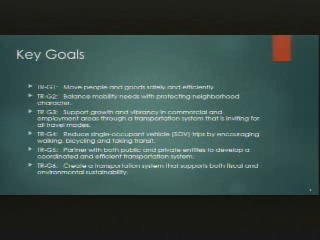 Key Goals
TR-G1: Move people and goods safely and efficiently.
TR-G2: Balance mobility needs with protecting neighborhood
character.
TR-G3: Support growth and vibrancy in commercial and
employment areas through a transportation system that is inviting for
all travel modes.
TR-G4: Reduce single-occupant vehicle (SOV) trips by encouraging
walking, bicycling and taking transit.
TR-G5: Partner with both public and private entities to develop a
coordinated and efficient transportation system.
TR-G6: Create a transportation system that supports both fiscal and
environmental sustainability.